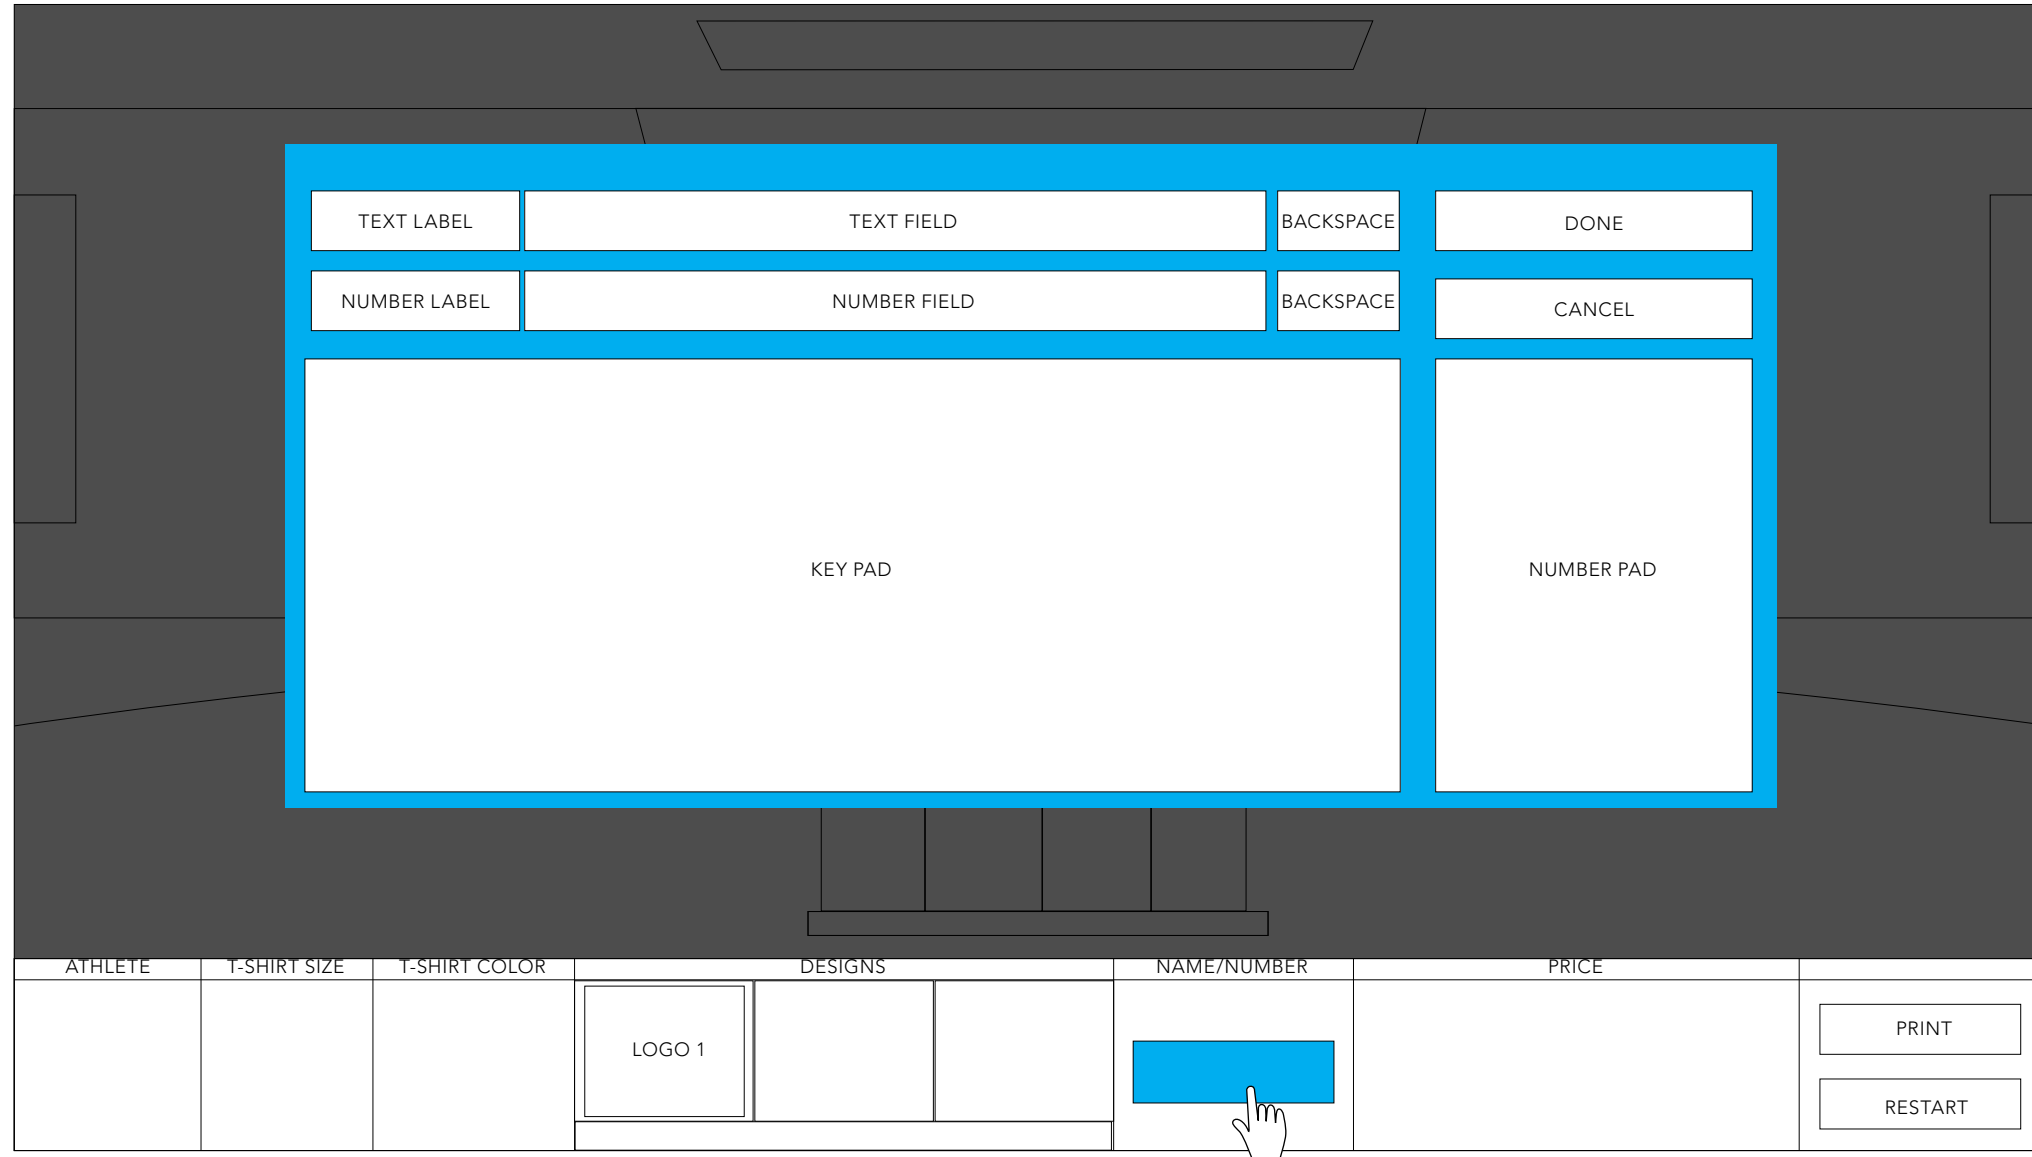 TEXT LABEL
TEXT FIELD
BACKSPACE
DONE
NUMBER LABEL
NUMBER FIELD
BACKSPACE
CANCEL
KEY PAD
NUMBER PAD
ATHLETE
T-SHIRT SIZE
T-SHIRT COLOR
DESIGNS
NAME/NUMBER
PRICE
LOGO 1
PRINT
RESTART